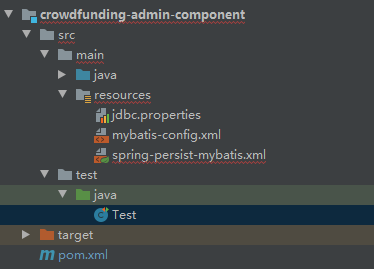 crowdfunding-admin-component
src
main
java
resources
jdbc.properties
mybatis-config.xml
spring-persist-mybatis.xml
test
java
Test
target
pom.xml